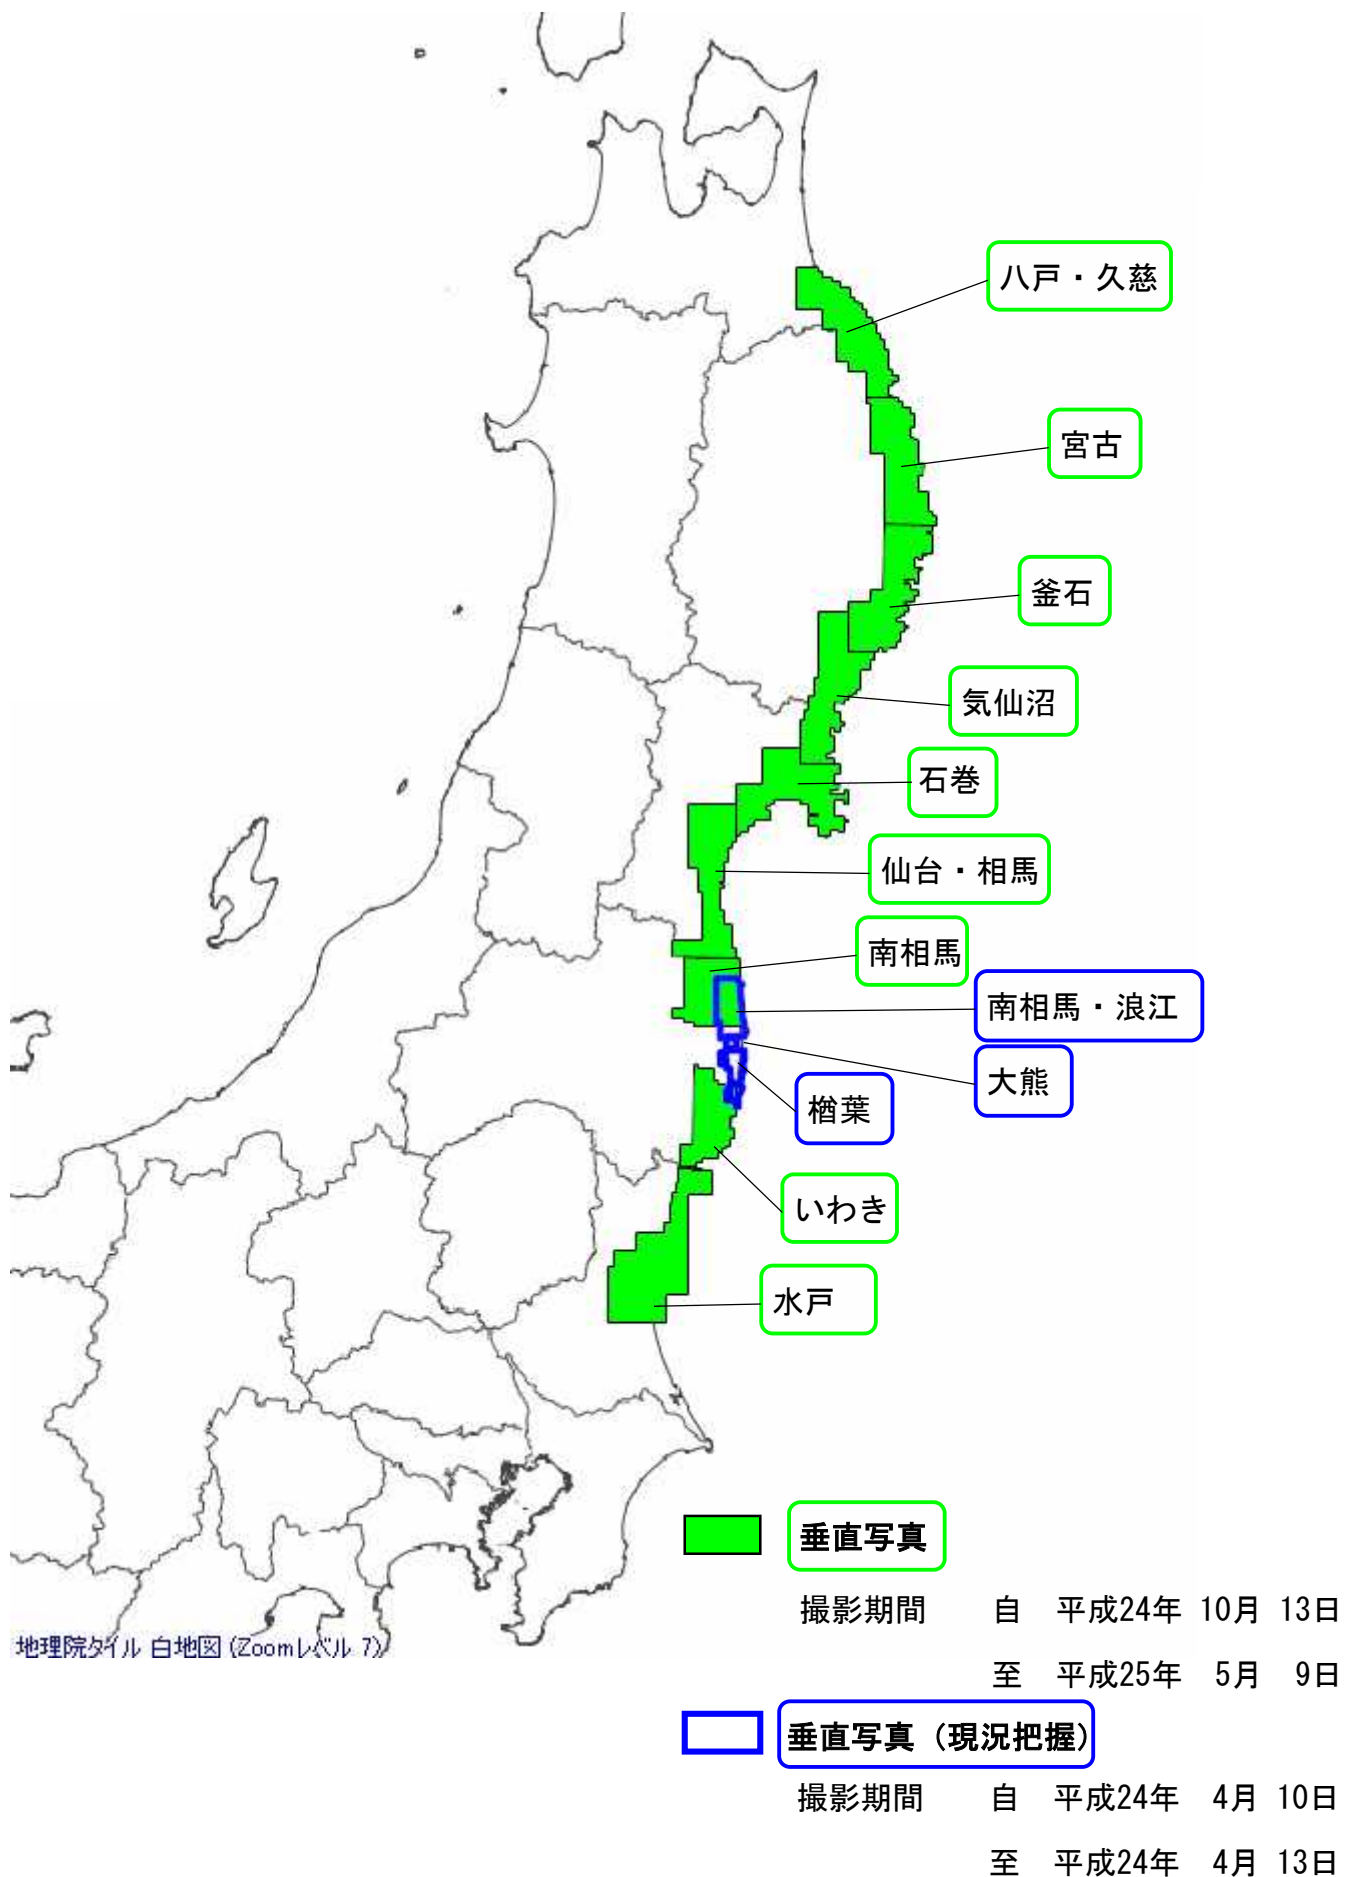 八戸・久慈
宮古
釜石
気仙沼
石巻
仙台・相馬
南相馬
南相馬・浪江
大熊
楢葉
いわき
水戸
垂直写真
撮影期間 自 平成24年 10月 13日
至 平成25年 5月 9日
地理院タイル 白地図 (Zoomレベル 7)
垂直写真（現況把握）
撮影期間 自 平成24年 4月 10日
至 平成24年 4月 13日